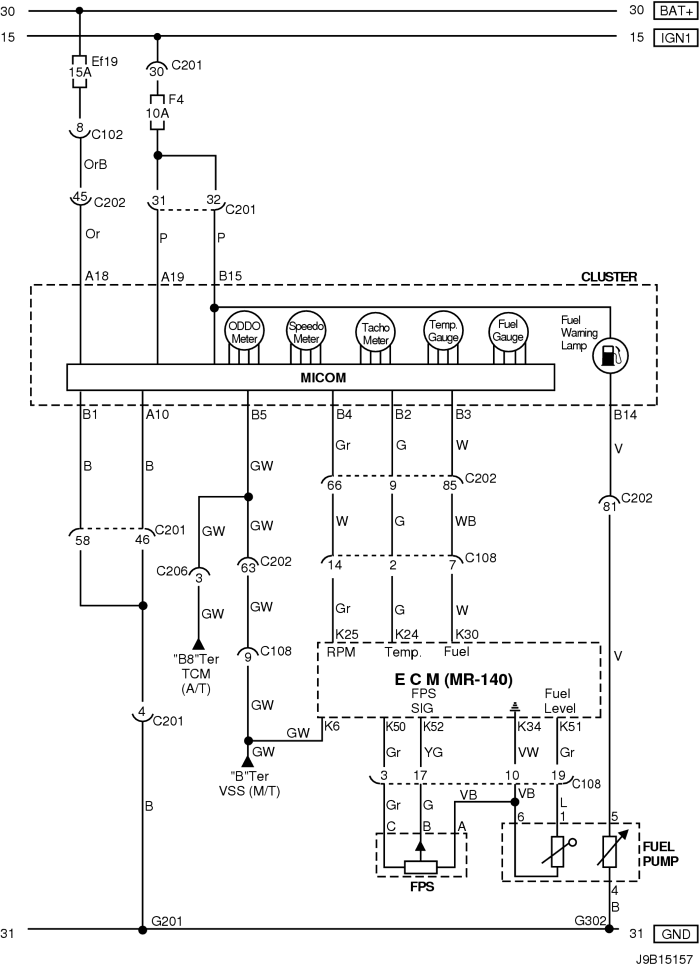 30 30 BAT+
15 15 IGN1
Ef19
15A
30 C201
F4
10A
8 C102
OrB
45 C202
31 32 C201
Or P P
A18 A19 B15
CLUSTER
ODDO
Meter
Speedo
Meter
Tacho
Meter
Temp.
Gauge
Fuel
Gauge
Fuel
Warning
Lamp
MICOM
B1 A10 B5 B4 B2 B3 B14
Gr G W V
B B GW
66 9 85 C202
C202
81
GW GW W G WB
58 46 C201
C206 3 63 C202
14 2 7 C108
GW GW Gr G W
K25 K24 K30
RPM Temp. Fuel
"B8"Ter
TCM
(A/T)
9 C108
E C M (MR-140)
FPS
SIG
Fuel
Level
V
GW
4 C201
K6 K50 K52 K34 K51
GW
GW Gr YG VW Gr
"B"Ter
VSS (M/T)
3 17 10 19 C108
VB VB
B Gr G L
C B A 6 1 5
FUEL
PUMP
FPS
4
B
G201 G302
31 31 GND
J9B15157